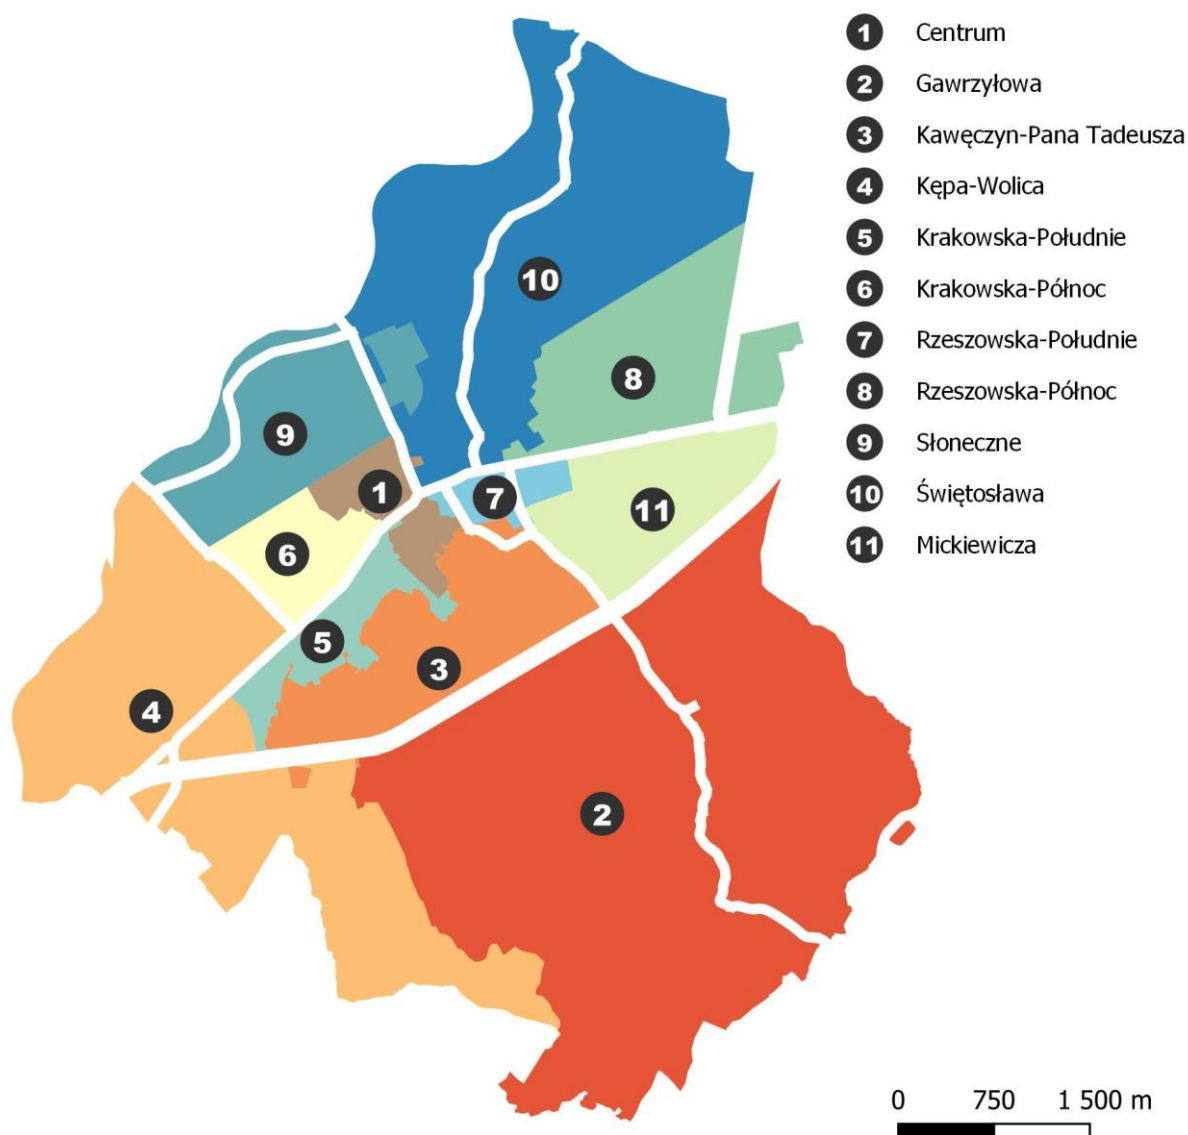 1 Centrum
2 Gawrzyłowa
3 Kawęczyn-Pana Tadeusza
4 Kępa-Wolica
5 Krakowska-Południe
6 Krakowska-Północ
7 Rzeszowska-Południe
8 Rzeszowska-Północ
9 Słoneczne
10 Świętosława
11 Mickiewicza
10
8
9
1
7
11
6
5
3
4
2
0 750 1 500 m